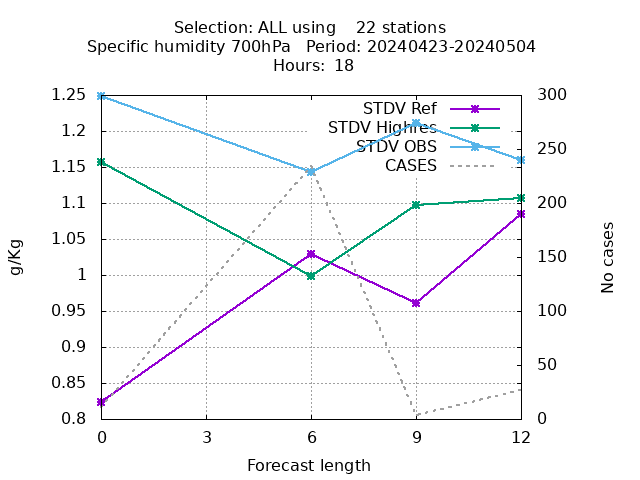 Selection: ALL using    22 stations
Specific humidity 700hPa   Period: 20240423-20240504
Hours:  18
STDV Ref
STDV Highres
STDV OBS
CASES
1.25
1.2
1.15
1.1
1.05
1
0.95
0.9
0.85
0.8
300
250
200
150
100
50
0
g/Kg
No cases
0
3
6
9
12
Forecast length